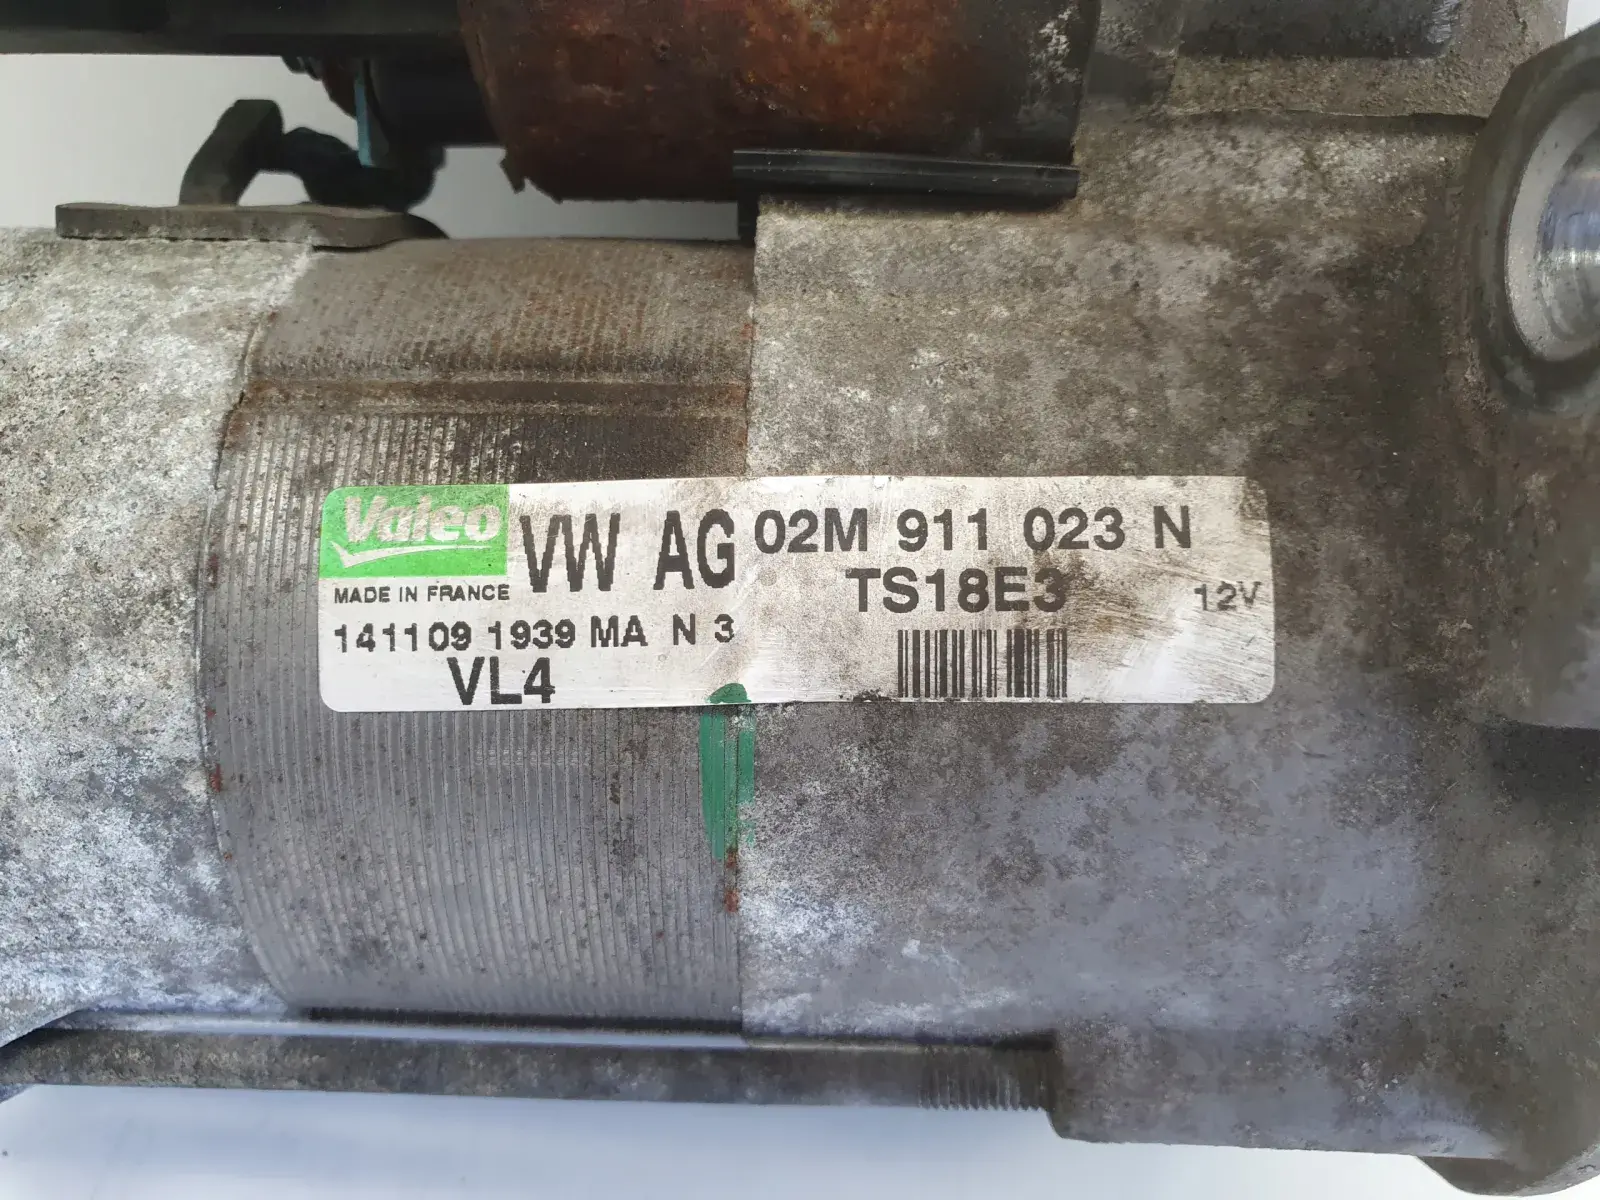 Valeo
VW AG 02M 911 023 N
MADE IN FRANCE
TS18E3
12V
141109 1939 MA N 3
VL4